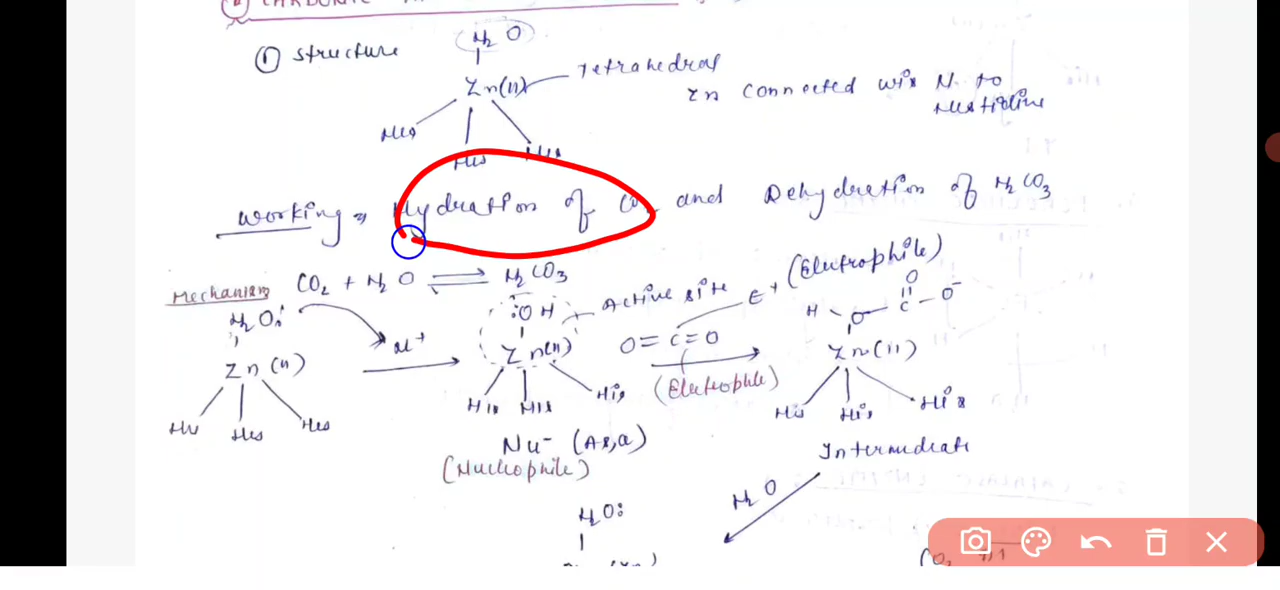 ① Structure
H2O
Zn(II) Tetrahedral
Zn connected wis N to Histidine
His His His
Working → Hydration of CO2 and Dehydration of H2CO3
Mechanism CO2 + H2O ⇌ H2CO3
H2O: :OH Active site E+ (Electrophile)
H O C O O-
Zn(II) H+ Zn(II) O=C=O Zn(II)
His His His His His His (Electrophile) His His His
Nu- (As, a) Intermediate
(Nucleophile)
H2O: H2O